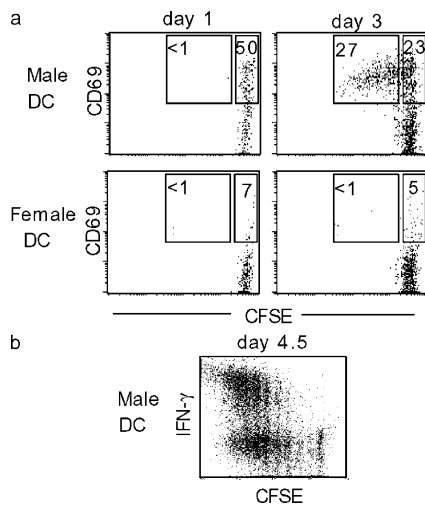 a
day 1
day 3
Male
DC
CD69
<1
50
27
23
Female
DC
CD69
<1
7
<1
5
CFSE
b
day 4.5
Male
DC
IFN-γ
CFSE